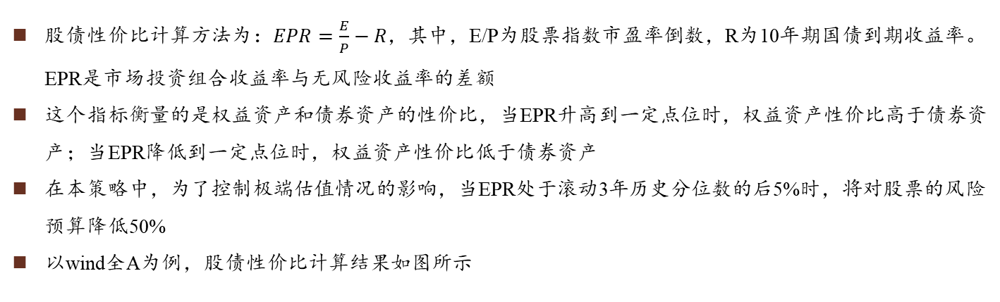 ■ 股债性价比计算方法为：EPR = E/P − R，其中，E/P为股票指数市盈率倒数，R为10年期国债到期收益率。
EPR是市场投资组合收益率与无风险收益率的差额
■ 这个指标衡量的是权益资产和债券资产的性价比，当EPR升高到一定点位时，权益资产性价比高于债券资
产；当EPR降低到一定点位时，权益资产性价比低于债券资产
■ 在本策略中，为了控制极端估值情况的影响，当EPR处于滚动3年历史分位数的后5%时，将对股票的风险
预算降低50%
■ 以wind全A为例，股债性价比计算结果如图所示